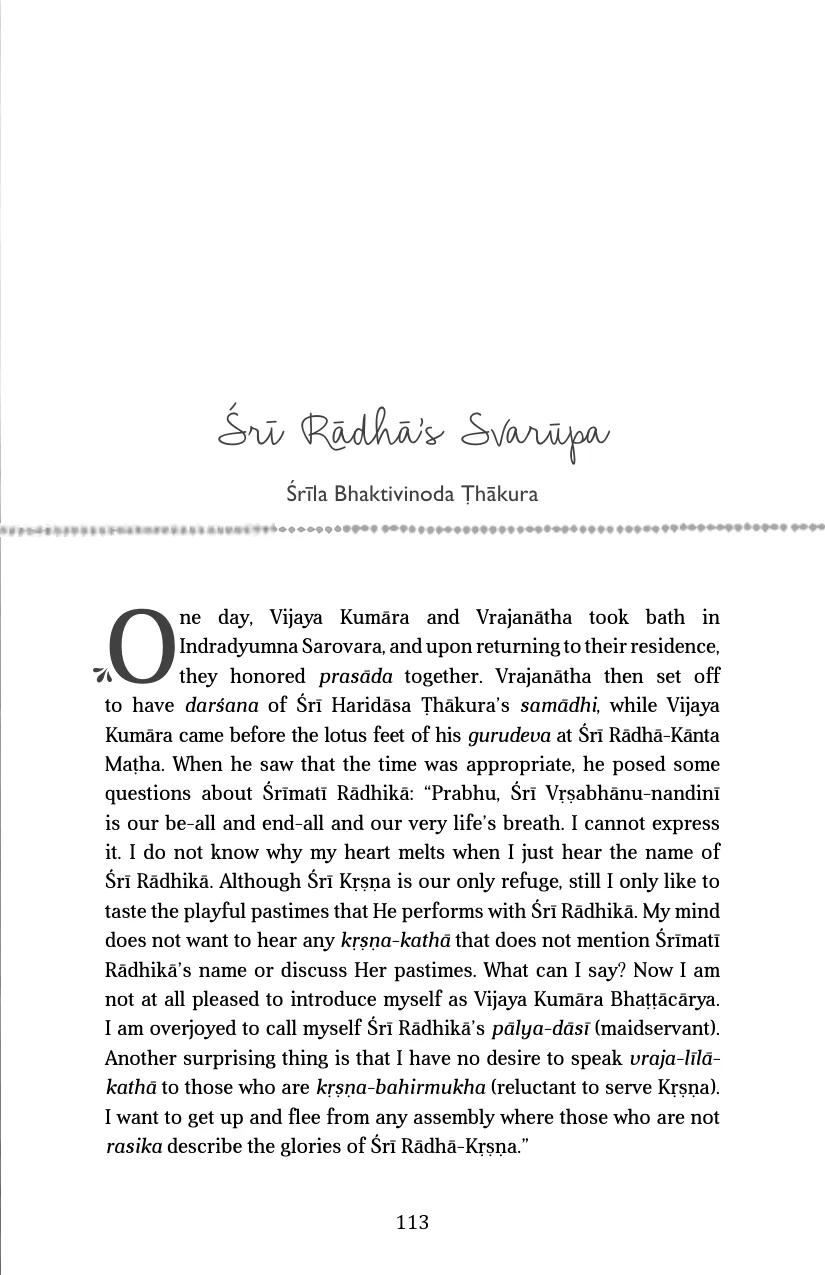 Śrī Rādhā's Svarūpa
Śrīla Bhaktivinoda Ṭhākura
One day, Vijaya Kumāra and Vrajanātha took bath in
Indradyumna Sarovara, and upon returning to their residence,
they honored prasāda together. Vrajanātha then set off
to have darśana of Śrī Haridāsa Ṭhākura's samādhi, while Vijaya
Kumāra came before the lotus feet of his gurudeva at Śrī Rādhā-Kānta
Maṭha. When he saw that the time was appropriate, he posed some
questions about Śrīmatī Rādhikā: “Prabhu, Śrī Vṛṣabhānu-nandinī
is our be-all and end-all and our very life's breath. I cannot express
it. I do not know why my heart melts when I just hear the name of
Śrī Rādhikā. Although Śrī Kṛṣṇa is our only refuge, still I only like to
taste the playful pastimes that He performs with Śrī Rādhikā. My mind
does not want to hear any kṛṣṇa-kathā that does not mention Śrīmatī
Rādhikā's name or discuss Her pastimes. What can I say? Now I am
not at all pleased to introduce myself as Vijaya Kumāra Bhaṭṭācārya.
I am overjoyed to call myself Śrī Rādhikā's pālya-dāsī (maidservant).
Another surprising thing is that I have no desire to speak vraja-līlā-
kathā to those who are kṛṣṇa-bahirmukha (reluctant to serve Kṛṣṇa).
I want to get up and flee from any assembly where those who are not
rasika describe the glories of Śrī Rādhā-Kṛṣṇa.”
113